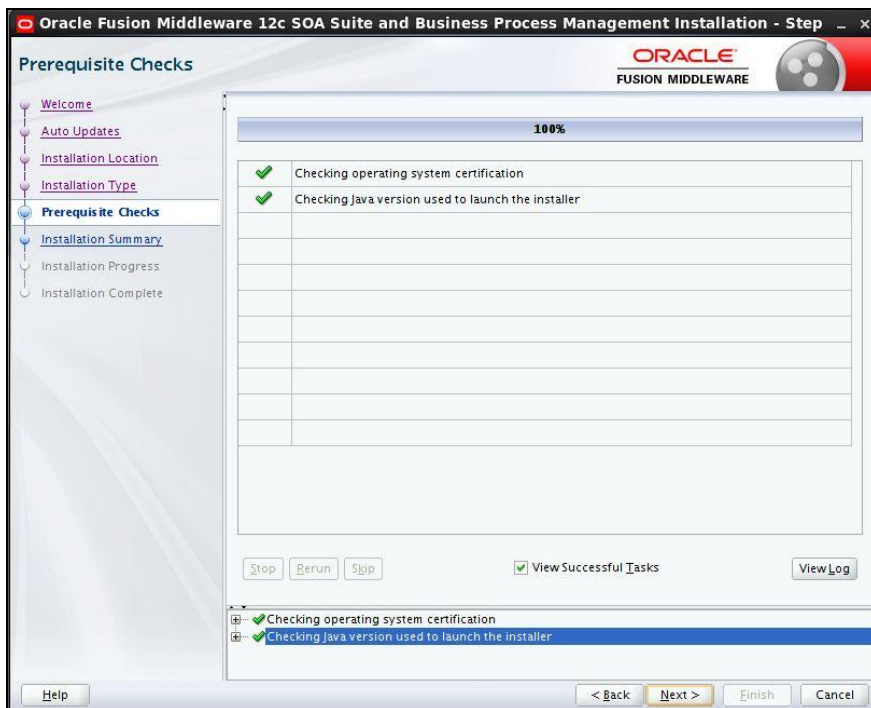 Oracle Fusion Middleware 12c SOA Suite and Business Process Management Installation - Step
Prerequisite Checks
ORACLE
FUSION MIDDLEWARE
Welcome
Auto Updates
Installation Location
Installation Type
Prerequisite Checks
Installation Summary
Installation Progress
Installation Complete
100%
Checking operating system certification
Checking Java version used to launch the installer
Stop Rerun Skip View Successful Tasks View Log
Checking operating system certification
Checking Java version used to launch the installer
Help < Back Next > Finish Cancel